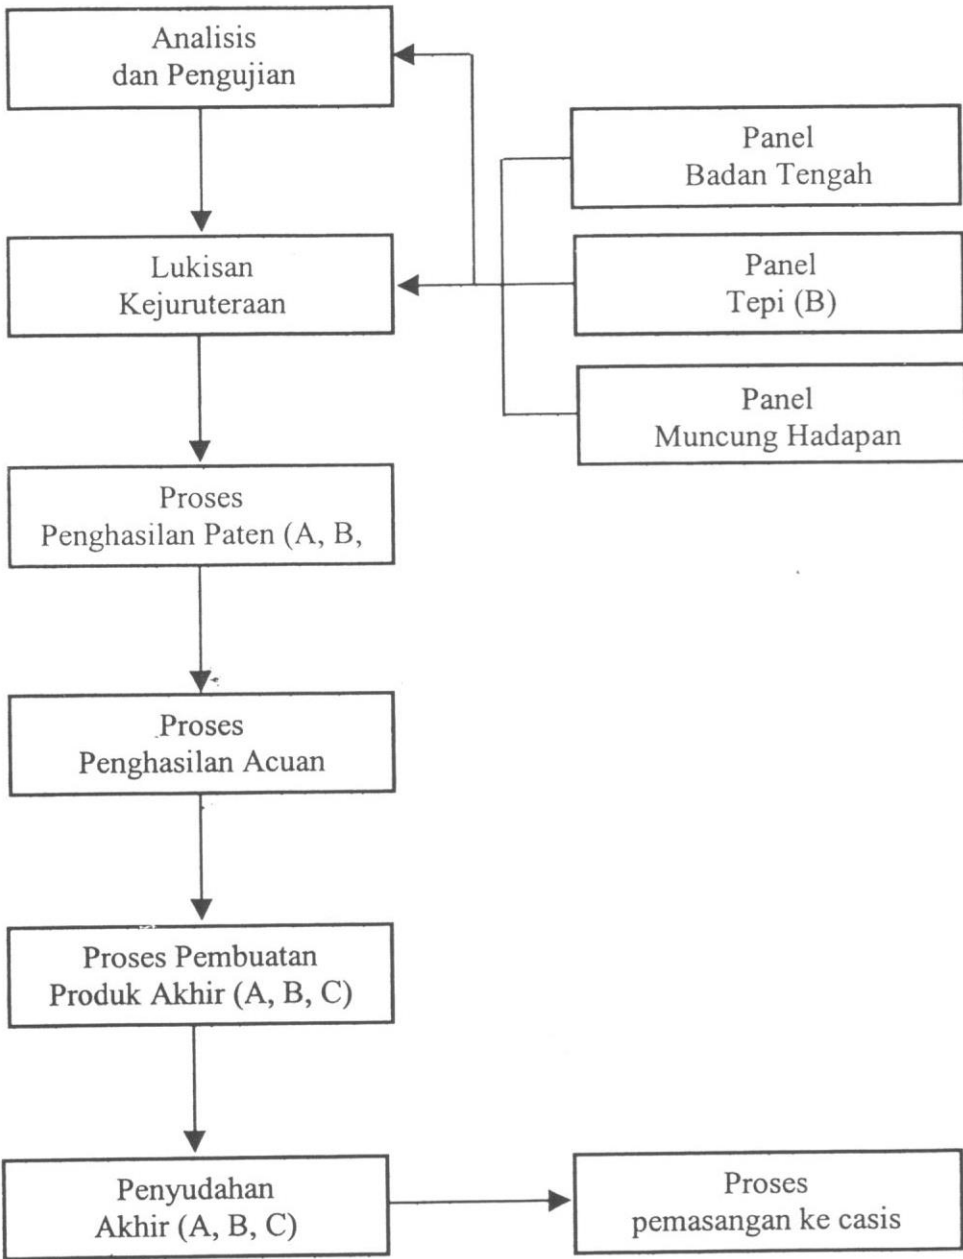 Analisis
dan Pengujian
Panel
Badan Tengah
Lukisan
Kejuruteraan
Panel
Tepi (B)
Panel
Muncung Hadapan
Proses
Penghasilan Paten (A, B,
Proses
Penghasilan Acuan
Proses Pembuatan
Produk Akhir (A, B, C)
Penyudahan
Akhir (A, B, C)
Proses
pemasangan ke casis